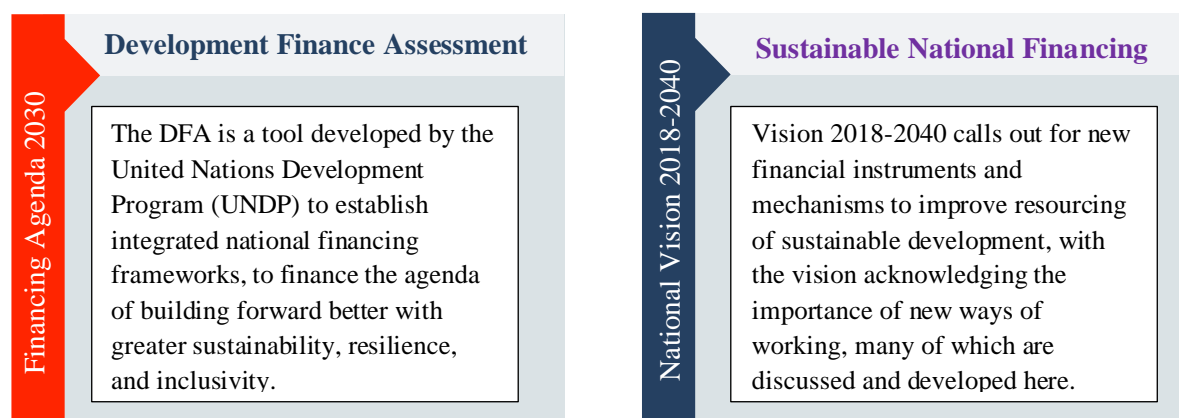 Financing Agenda 2030
Development Finance Assessment
The DFA is a tool developed by the
United Nations Development
Program (UNDP) to establish
integrated national financing
frameworks, to finance the agenda
of building forward better with
greater sustainability, resilience,
and inclusivity.
National Vision 2018-2040
Sustainable National Financing
Vision 2018-2040 calls out for new
financial instruments and
mechanisms to improve resourcing
of sustainable development, with
the vision acknowledging the
importance of new ways of
working, many of which are
discussed and developed here.